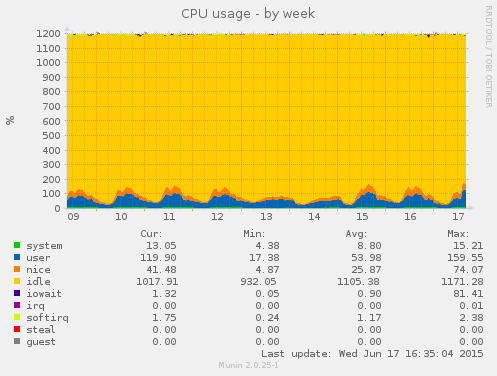 CPU usage - by week
RRDTOOL / TOBI OETIKER
%
1200
1100
1000
900
800
700
600
500
400
300
200
100
0
09 10 11 12 13 14 15 16 17
Cur: Min: Avg: Max:
system 13.05 4.38 8.80 15.21
user 119.90 17.38 53.98 159.55
nice 41.48 4.87 25.87 74.07
idle 1017.91 932.05 1105.38 1171.28
iowait 1.32 0.05 0.90 81.41
irq 0.00 0.00 0.00 0.01
softirq 1.75 0.24 1.17 2.38
steal 0.00 0.00 0.00 0.00
guest 0.00 0.00 0.00 0.00
Last update: Wed Jun 17 16:35:04 2015
Munin 2.0.25-1